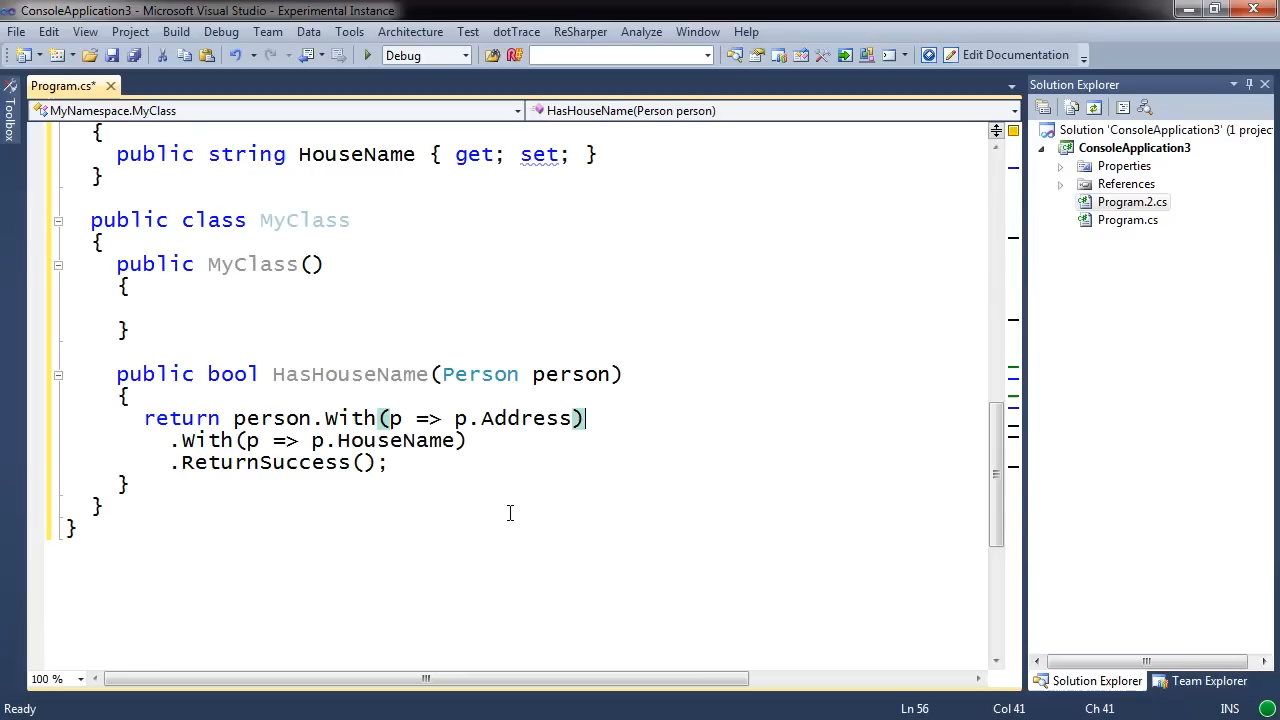 ConsoleApplication3 - Microsoft Visual Studio - Experimental Instance
File Edit View Project Build Debug Team Data Tools Architecture Test dotTrace ReSharper Analyze Window Help
Debug Edit Documentation
Toolbox
Program.cs*
MyNamespace.MyClass HasHouseName(Person person)
{
public string HouseName { get; set; }
}
public class MyClass
{
public MyClass()
{
}
public bool HasHouseName(Person person)
{
return person.With(p => p.Address)
.With(p => p.HouseName)
.ReturnSuccess();
}
}
}
100 %
Solution Explorer
Solution 'ConsoleApplication3' (1 projec
ConsoleApplication3
Properties
References
Program.2.cs
Program.cs
Solution Explorer Team Explorer
Ready Ln 56 Col 41 Ch 41 INS